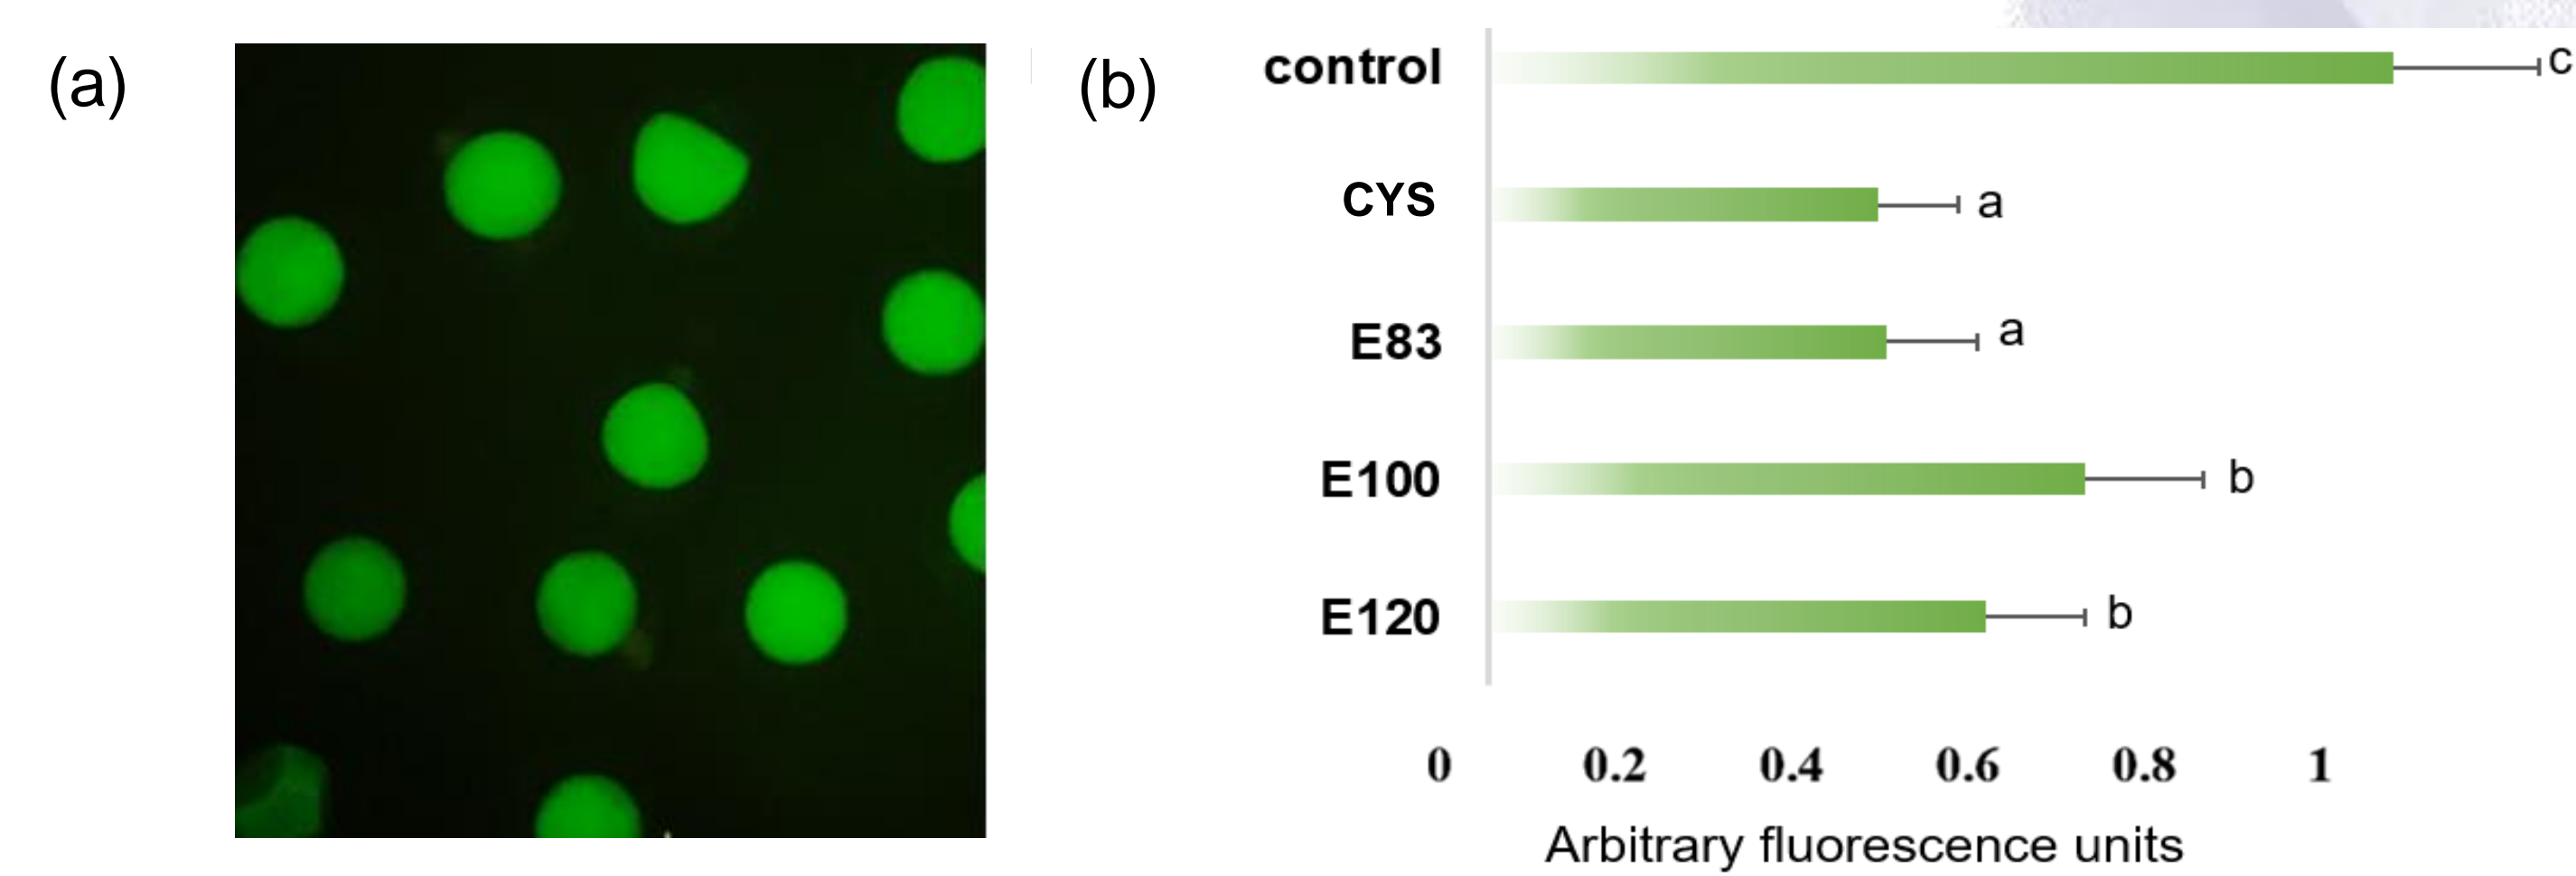 (a)
(b)
control
c
CYS
a
E83
a
E100
b
E120
b
0 0.2 0.4 0.6 0.8 1
Arbitrary fluorescence units